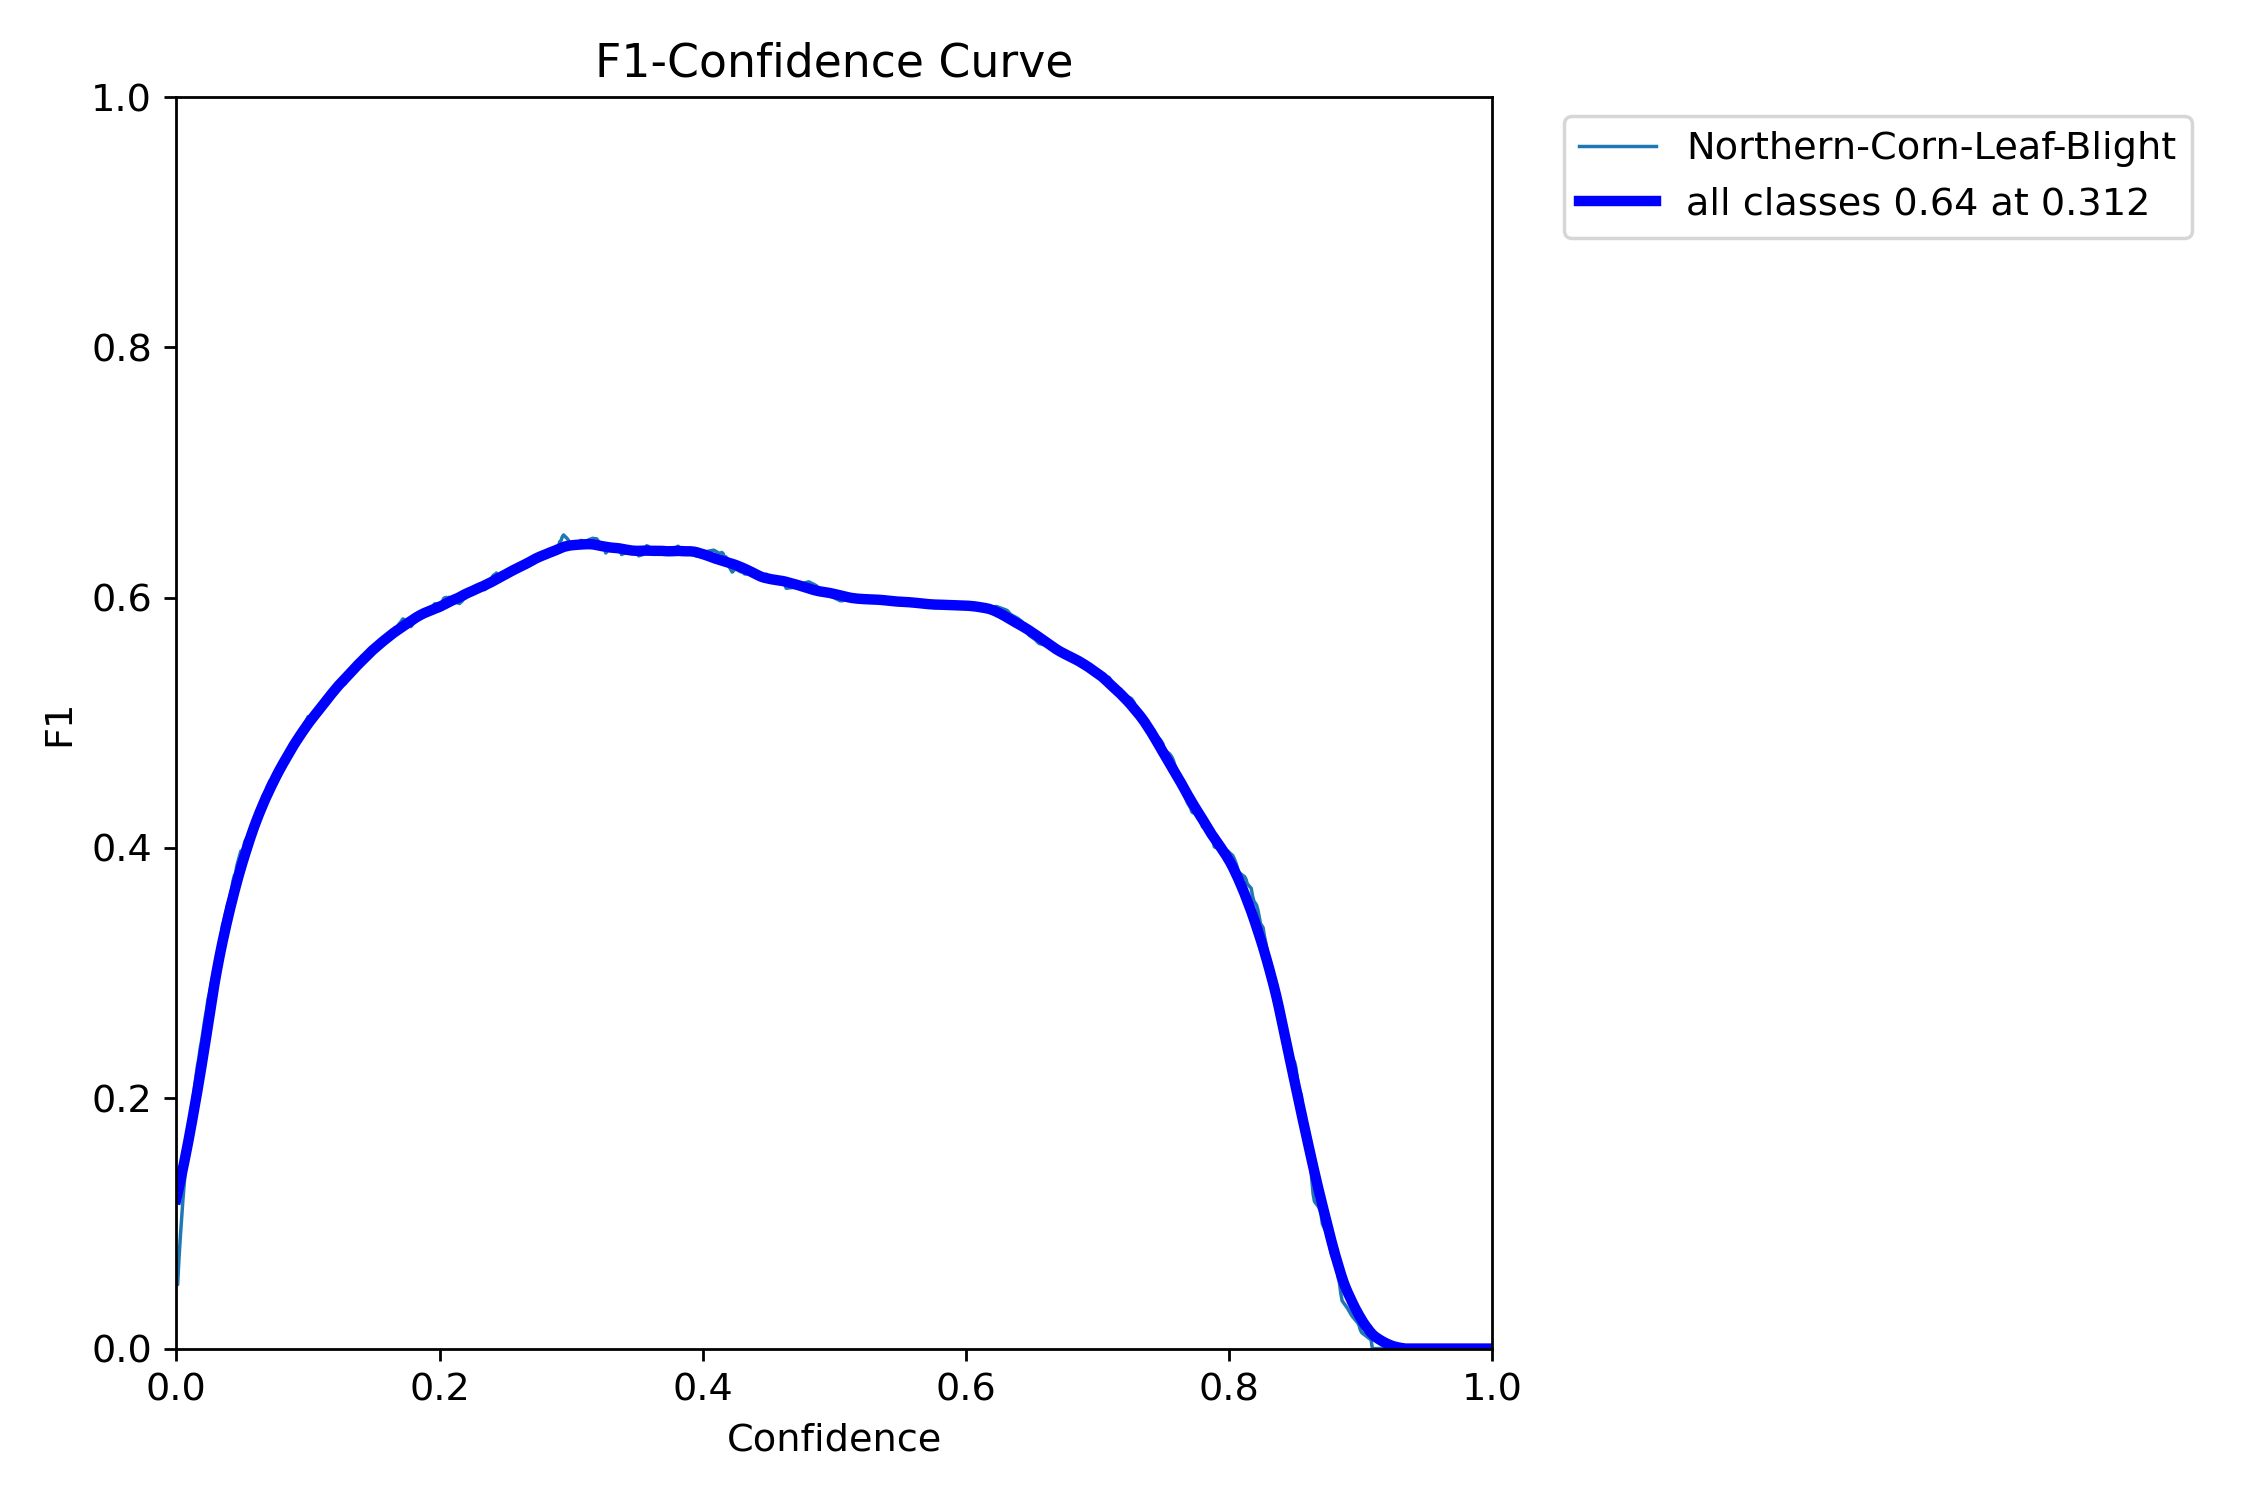 F1-Confidence Curve
Northern-Corn-Leaf-Blight
all classes 0.64 at 0.312
1.0
0.8
0.6
0.4
0.2
0.0
F1
0.0 0.2 0.4 0.6 0.8 1.0
Confidence